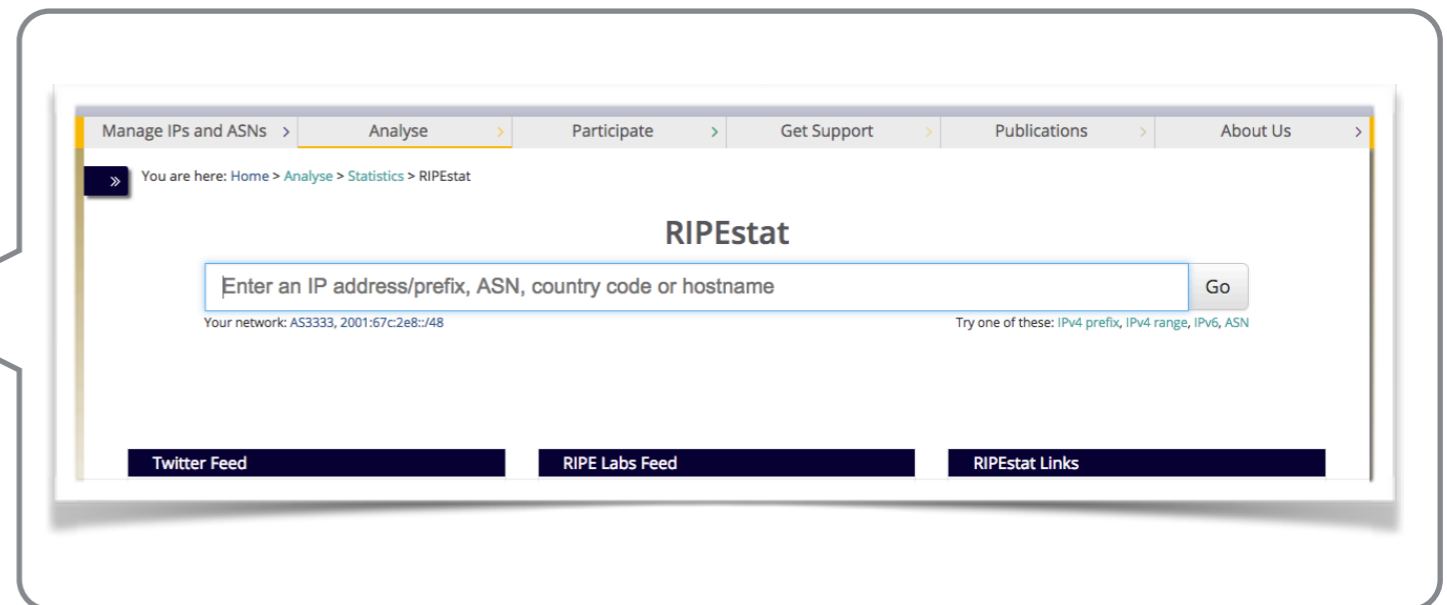 Manage IPs and ASNs > Analyse > Participate > Get Support > Publications > About Us >
» You are here: Home > Analyse > Statistics > RIPEstat
RIPEstat
Enter an IP address/prefix, ASN, country code or hostname Go
Your network: AS3333, 2001:67c:2e8::/48 Try one of these: IPv4 prefix, IPv4 range, IPv6, ASN
Twitter Feed RIPE Labs Feed RIPEstat Links